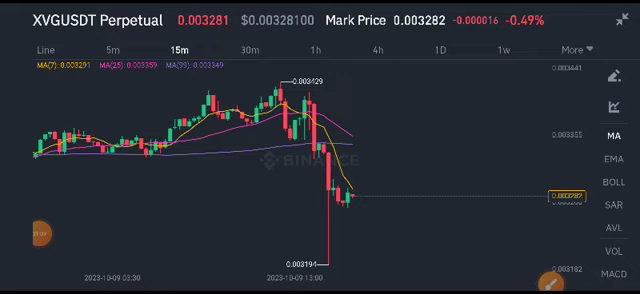 XVGUSDT Perpetual 0.003281 $0.00328100 Mark Price 0.003282 -0.000016 -0.49%
Line 5m 15m 30m 1h 4h 1D 1w More
MA(7): 0.003291 MA(25): 0.003359 MA(99): 0.003349
0.003441
0.003429
MA
0.003355
BINANCE
EMA
BOLL
0.003282
SAR
AVL
VOL
0.003194
0.003182
MACD
2023-10-09 03:30 2023-10-09 13:00